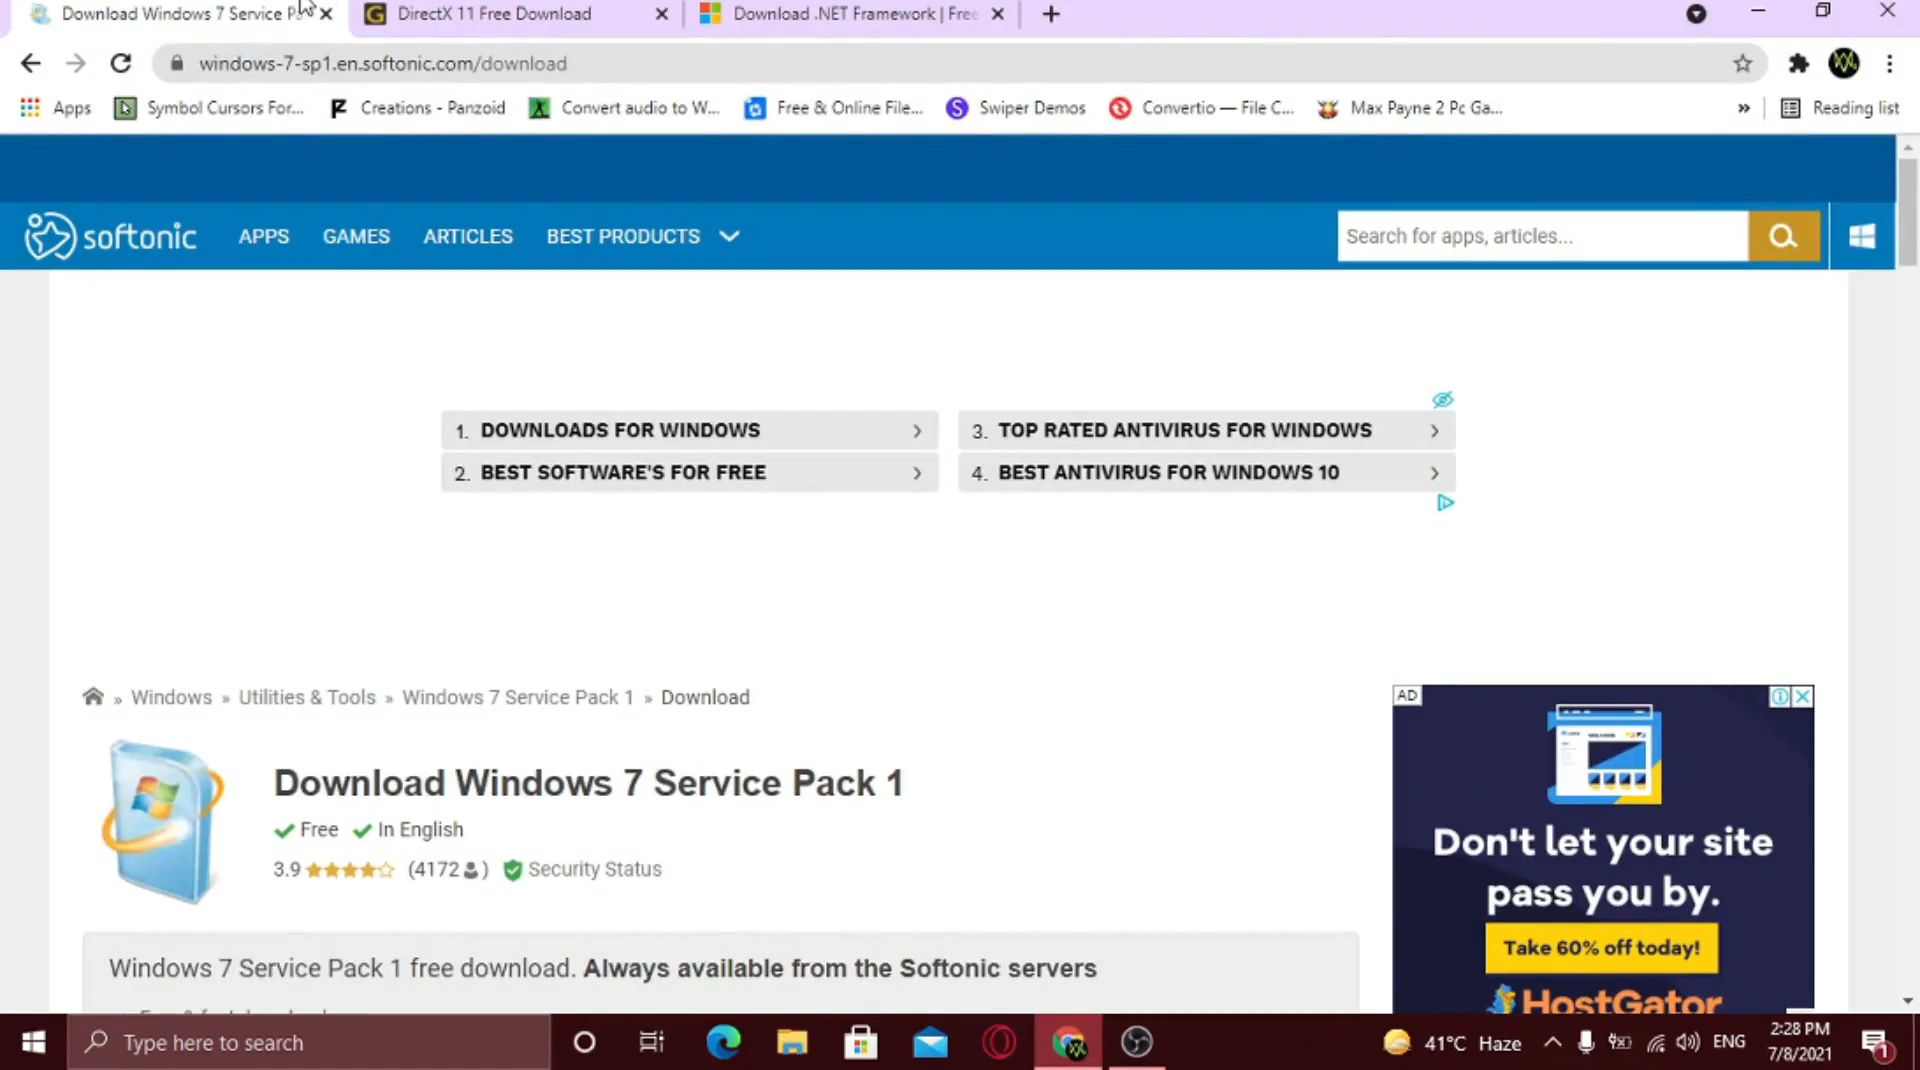 Download Windows 7 Service P
DirectX 11 Free Download
Download .NET Framework | Free
windows-7-sp1.en.softonic.com/download
Apps
Symbol Cursors For...
Creations - Panzoid
Convert audio to W...
Free & Online File...
Swiper Demos
Convertio — File C...
Max Payne 2 Pc Ga...
»
Reading list
softonic
APPS
GAMES
ARTICLES
BEST PRODUCTS
Search for apps, articles...
1. DOWNLOADS FOR WINDOWS
3. TOP RATED ANTIVIRUS FOR WINDOWS
2. BEST SOFTWARE'S FOR FREE
4. BEST ANTIVIRUS FOR WINDOWS 10
» Windows » Utilities & Tools » Windows 7 Service Pack 1 » Download
AD
Download Windows 7 Service Pack 1
Free In English
3.9 (4172) Security Status
Don't let your site
pass you by.
Take 60% off today!
HostGator
Windows 7 Service Pack 1 free download. Always available from the Softonic servers
Type here to search
41°C Haze
ENG
2:28 PM
7/8/2021
1